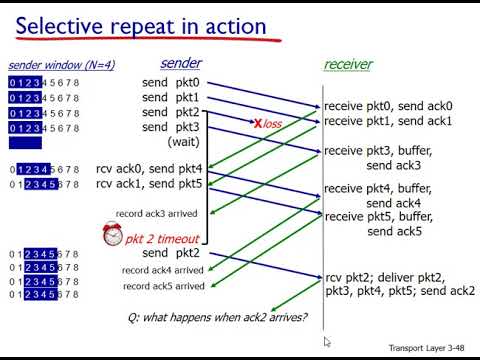 Selective repeat in action
sender window (N=4)
sender
receiver
0 1 2 3 4 5 6 7 8
send pkt0
0 1 2 3 4 5 6 7 8
send pkt1
0 1 2 3 4 5 6 7 8
send pkt2
0 1 2 3 4 5 6 7 8
send pkt3
(wait)
X loss
receive pkt0, send ack0
receive pkt1, send ack1
receive pkt3, buffer,
send ack3
0 1 2 3 4 5 6 7 8
rcv ack0, send pkt4
0 1 2 3 4 5 6 7 8
rcv ack1, send pkt5
record ack3 arrived
receive pkt4, buffer,
send ack4
receive pkt5, buffer,
send ack5
pkt 2 timeout
0 1 2 3 4 5 6 7 8
send pkt2
0 1 2 3 4 5 6 7 8
record ack4 arrived
0 1 2 3 4 5 6 7 8
record ack5 arrived
0 1 2 3 4 5 6 7 8
rcv pkt2; deliver pkt2,
pkt3, pkt4, pkt5; send ack2
Q: what happens when ack2 arrives?
Transport Layer 3-48